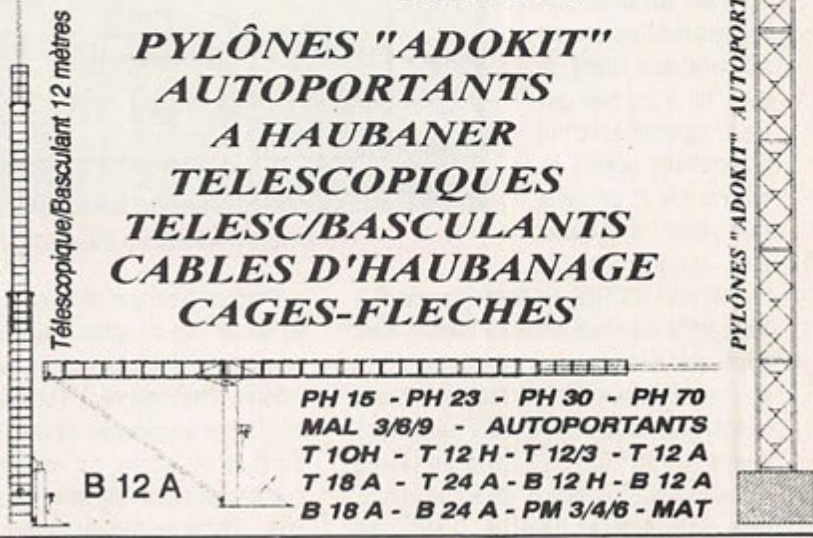 Télescopique/Basculant 12 mètres
PYLÔNES "ADOKIT"
AUTOPORTANTS
A HAUBANER
TELESCOPIQUES
TELESC/BASCULANTS
CABLES D'HAUBANAGE
CAGES-FLECHES
PYLÔNES "ADOKIT" AUTOPORT
PH 15 - PH 23 - PH 30 - PH 70
MAL 3/6/9 - AUTOPORTANTS
T 10H - T 12 H - T 12/3 - T 12 A
T 18 A - T 24 A - B 12 H - B 12 A
B 18 A - B 24 A - PM 3/4/6 - MAT
B 12 A